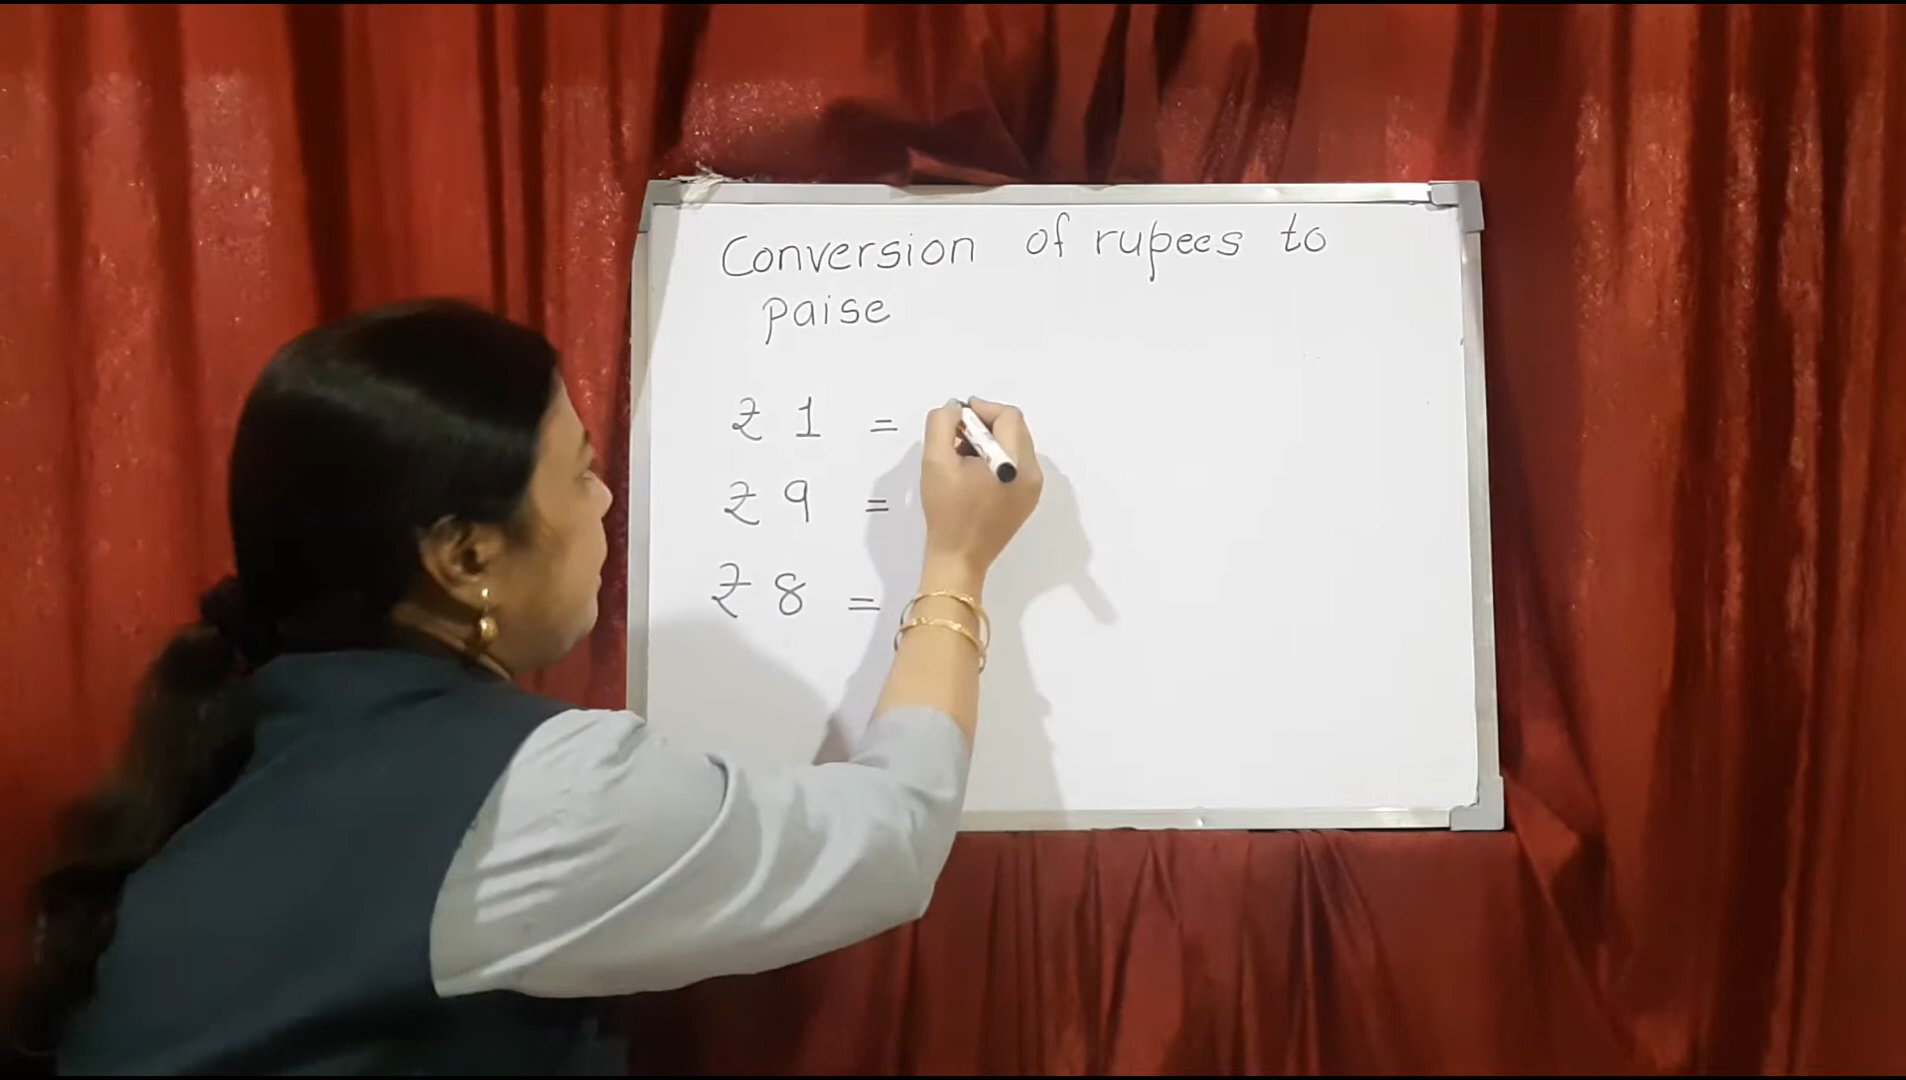 Conversion of rupees to
paise
₹ 1 =
₹ 9 =
₹ 8 =